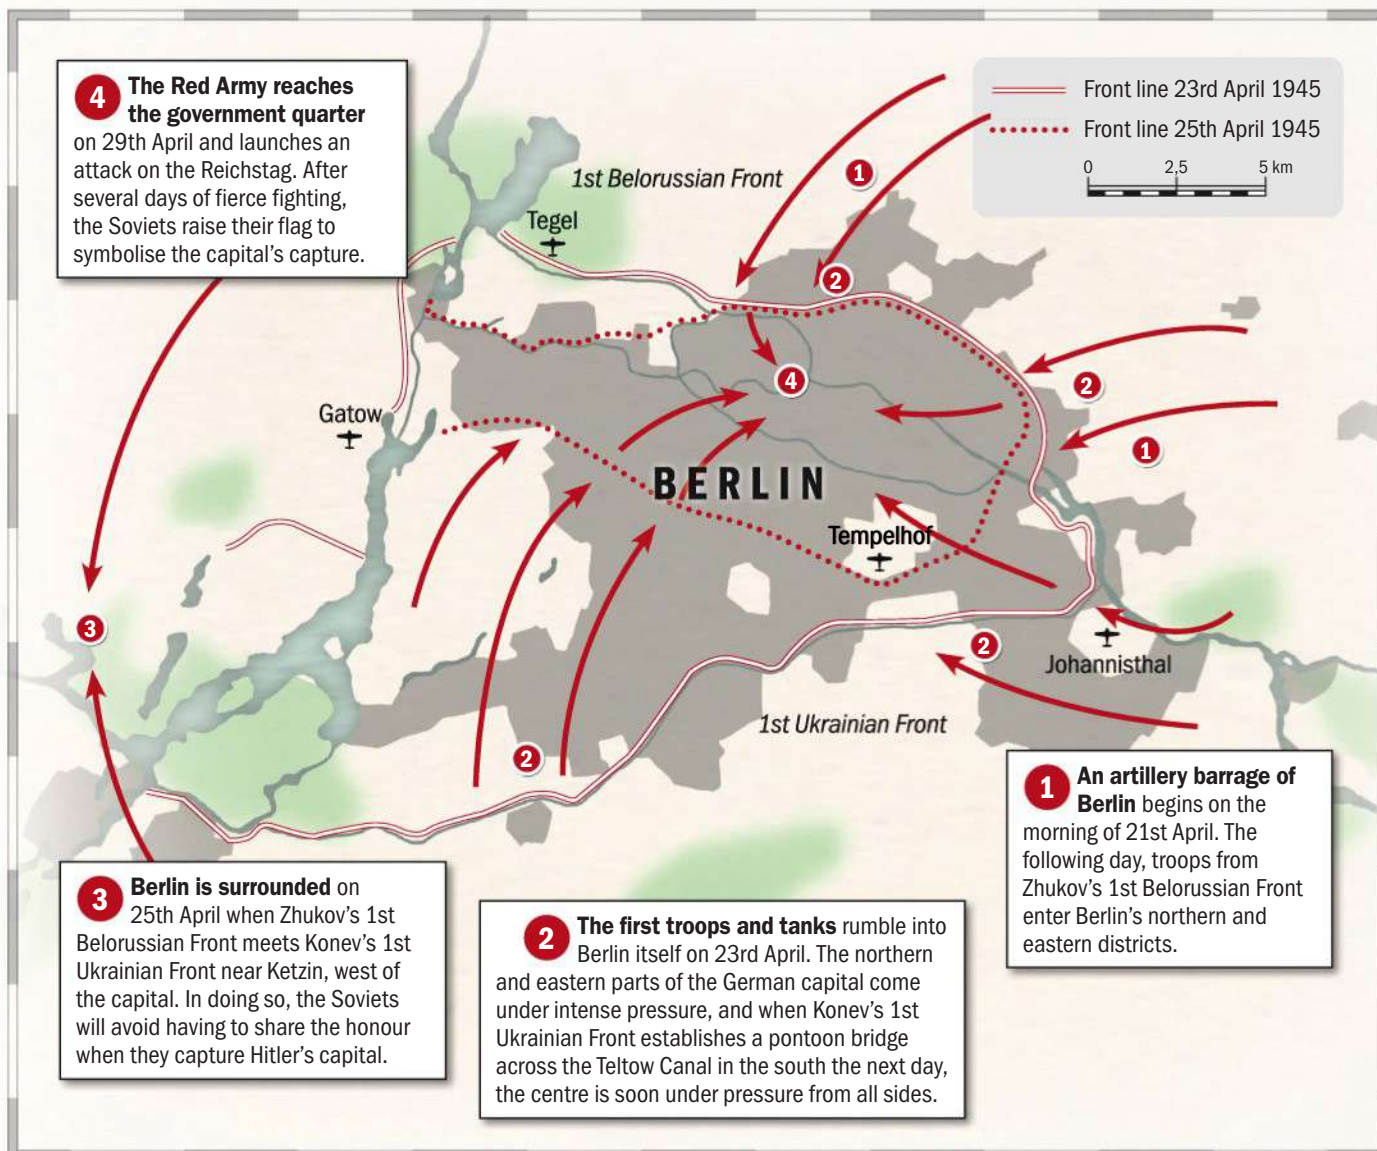 4 The Red Army reaches
the government quarter
on 29th April and launches an
attack on the Reichstag. After
several days of fierce fighting,
the Soviets raise their flag to
symbolise the capital's capture.
Front line 23rd April 1945
Front line 25th April 1945
0 2,5 5 km
1st Belorussian Front
1
Tegel
2
2
4
Gatow
1
BERLIN
Tempelhof
3
2
Johannisthal
1st Ukrainian Front
2
1 An artillery barrage of
Berlin begins on the
morning of 21st April. The
following day, troops from
Zhukov's 1st Belorussian Front
enter Berlin's northern and
eastern districts.
3 Berlin is surrounded on
25th April when Zhukov's 1st
Belorussian Front meets Konev's 1st
Ukrainian Front near Ketzin, west of
the capital. In doing so, the Soviets
will avoid having to share the honour
when they capture Hitler's capital.
2 The first troops and tanks rumble into
Berlin itself on 23rd April. The northern
and eastern parts of the German capital come
under intense pressure, and when Konev's 1st
Ukrainian Front establishes a pontoon bridge
across the Teltow Canal in the south the next day,
the centre is soon under pressure from all sides.